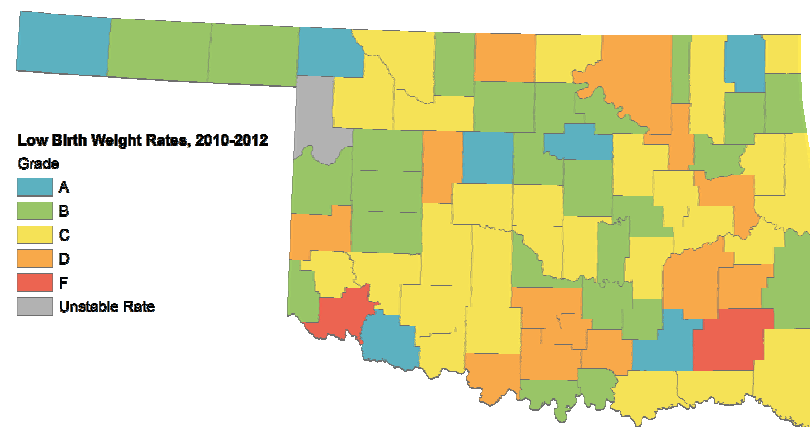 Low Birth Weight Rates, 2010-2012
Grade
A
B
C
D
F
Unstable Rate